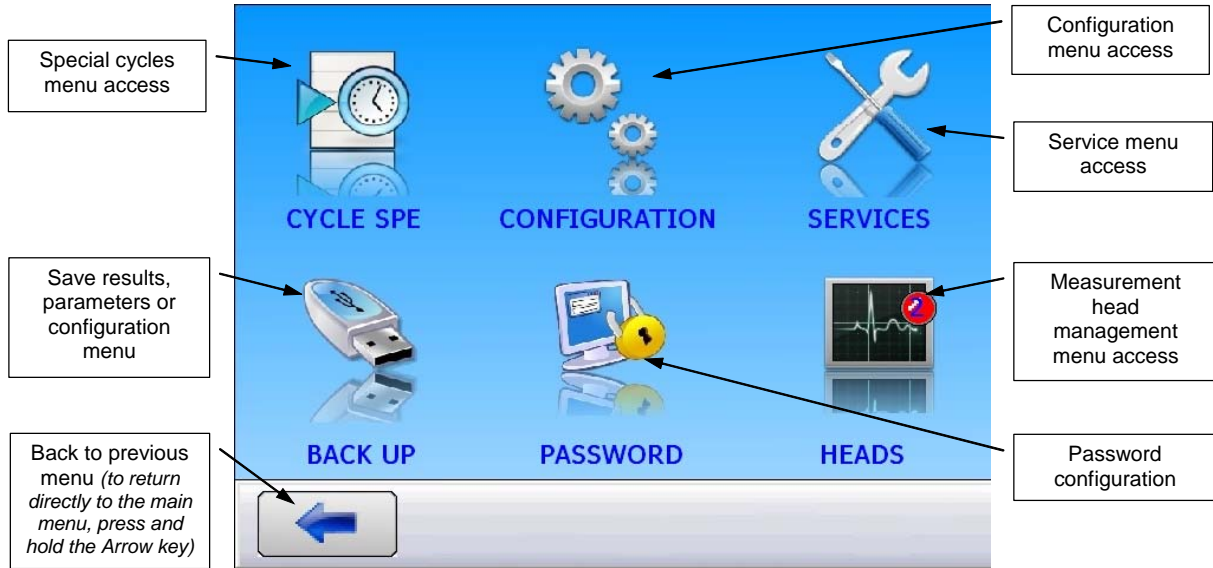 Special cycles
menu access
Configuration
menu access
Service menu
access
CYCLE SPE
CONFIGURATION
SERVICES
Save results,
parameters or
configuration
menu
2
Measurement
head
management
menu access
BACK UP
PASSWORD
HEADS
Back to previous
menu (to return
directly to the main
menu, press and
hold the Arrow key)
Password
configuration